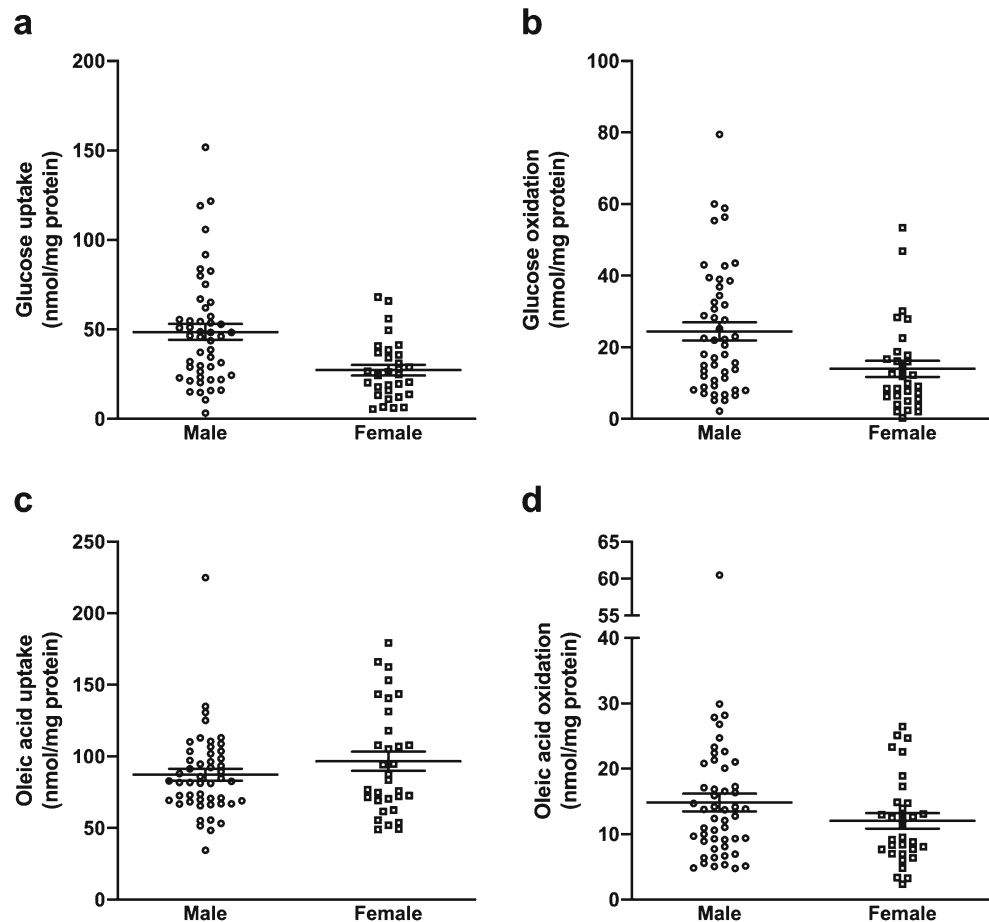 a
200
150
100
50
0
Glucose uptake
(nmol/mg protein)
Male
Female
b
100
80
60
40
20
0
Glucose oxidation
(nmol/mg protein)
Male
Female
c
250
200
150
100
50
0
Oleic acid uptake
(nmol/mg protein)
Male
Female
d
65
60
55
40
30
20
10
0
Oleic acid oxidation
(nmol/mg protein)
Male
Female